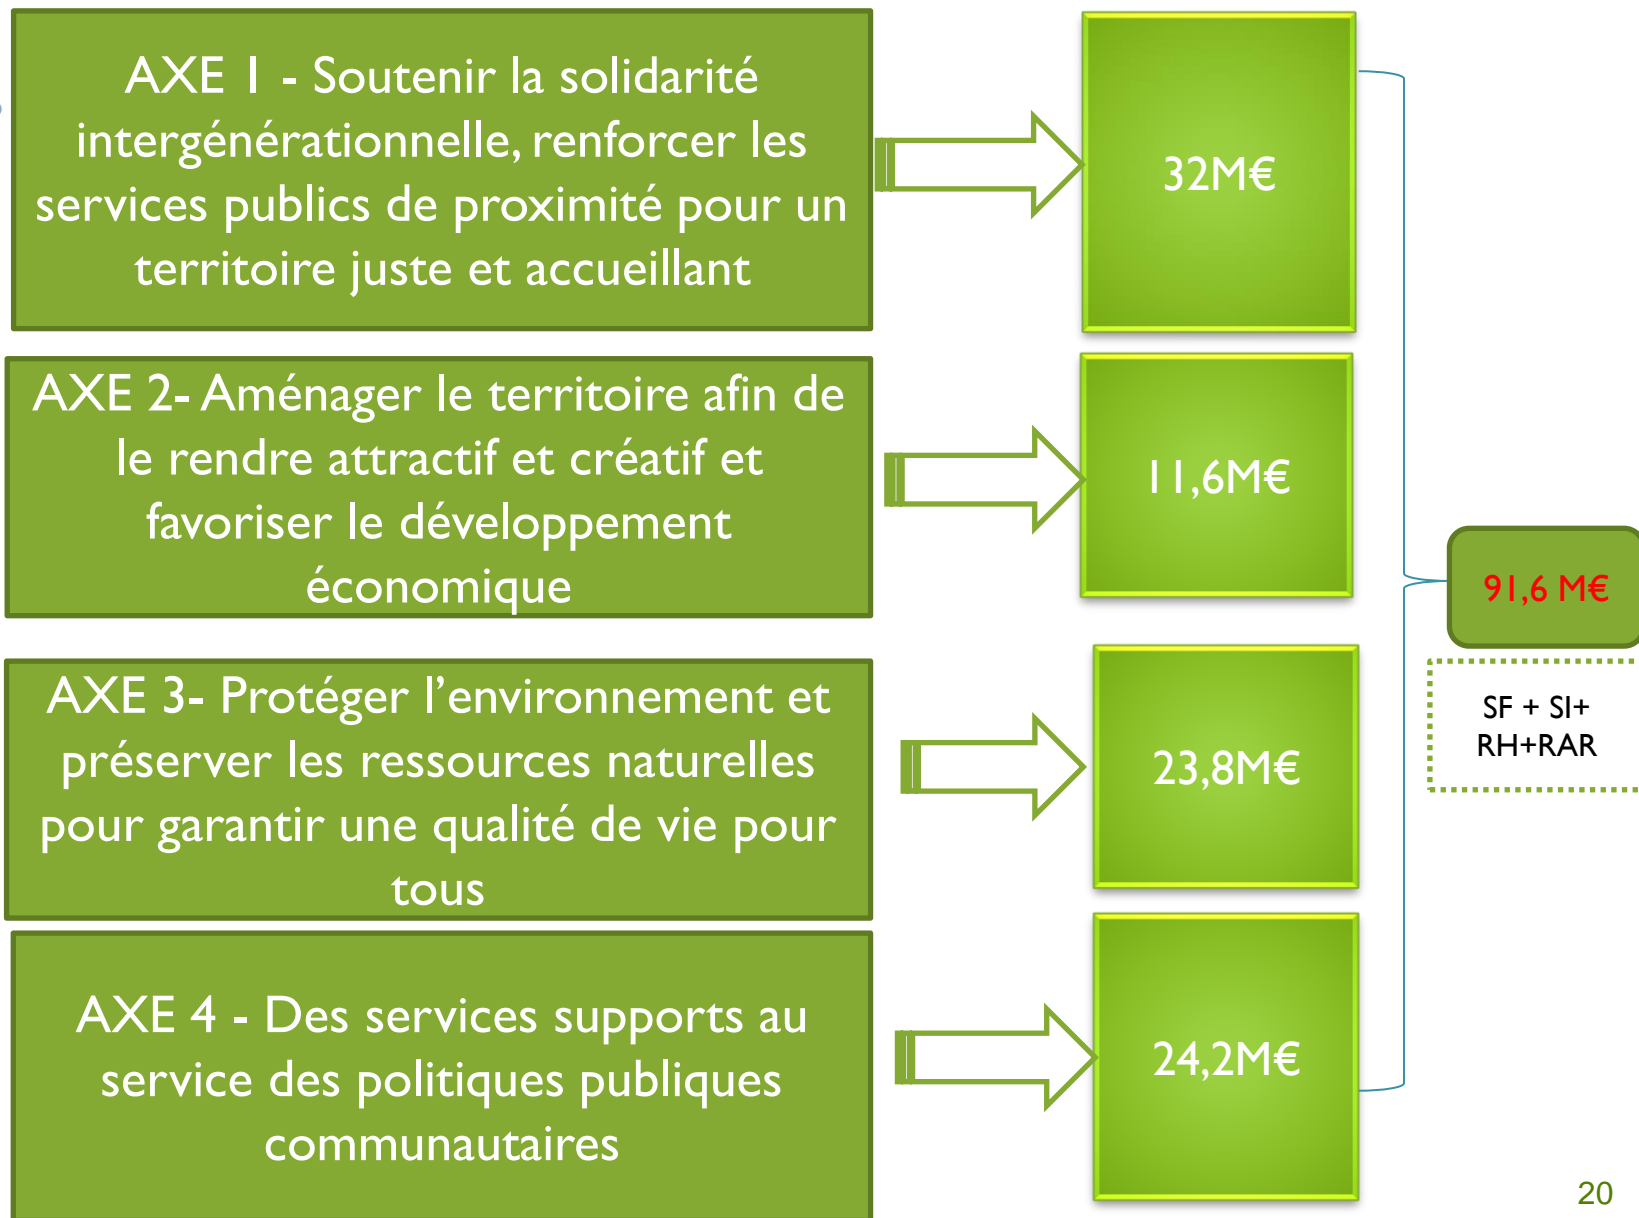 AXE 1 - Soutenir la solidarité
intergénérationnelle, renforcer les
services publics de proximité pour un
territoire juste et accueillant
32M€
AXE 2- Aménager le territoire afin de
le rendre attractif et créatif et
favoriser le développement
économique
11,6M€
AXE 3- Protéger l’environnement et
préserver les ressources naturelles
pour garantir une qualité de vie pour
tous
23,8M€
AXE 4 - Des services supports au
service des politiques publiques
communautaires
24,2M€
91,6 M€
SF + SI+
RH+RAR
20